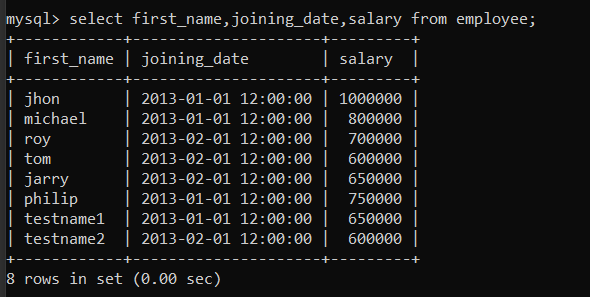 mysql> select first_name,joining_date,salary from employee;
+------------+---------------------+---------+
| first_name | joining_date        | salary  |
+------------+---------------------+---------+
| jhon       | 2013-01-01 12:00:00 | 1000000 |
| michael    | 2013-01-01 12:00:00 |  800000 |
| roy        | 2013-02-01 12:00:00 |  700000 |
| tom        | 2013-02-01 12:00:00 |  600000 |
| jarry      | 2013-02-01 12:00:00 |  650000 |
| philip     | 2013-01-01 12:00:00 |  750000 |
| testname1  | 2013-01-01 12:00:00 |  650000 |
| testname2  | 2013-02-01 12:00:00 |  600000 |
+------------+---------------------+---------+
8 rows in set (0.00 sec)